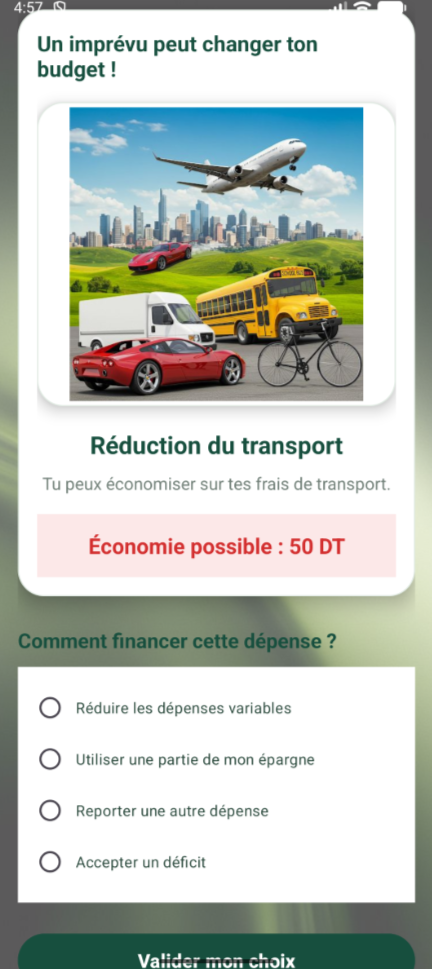 4:57
Un imprévu peut changer ton
budget !
SCHOOL BUS
Réduction du transport
Tu peux économiser sur tes frais de transport.
Économie possible : 50 DT
Comment financer cette dépense ?
Réduire les dépenses variables
Utiliser une partie de mon épargne
Reporter une autre dépense
Accepter un déficit
Valider mon choix